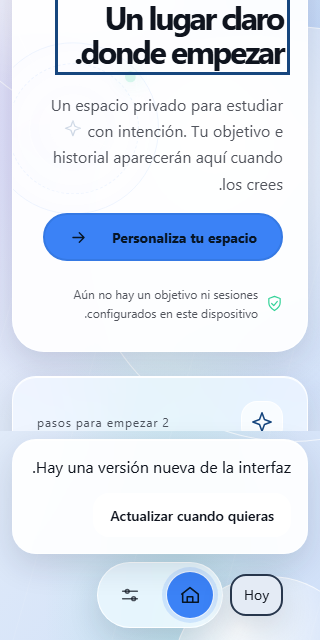 Un lugar claro
.donde empezar
Un espacio privado para estudiar
con intención. Tu objetivo e
historial aparecerán aquí cuando
.los crees
Personaliza tu espacio
Aún no hay un objetivo ni sesiones
.configurados en este dispositivo
pasos para empezar 2
.Hay una versión nueva de la interfaz
Actualizar cuando quieras
Hoy